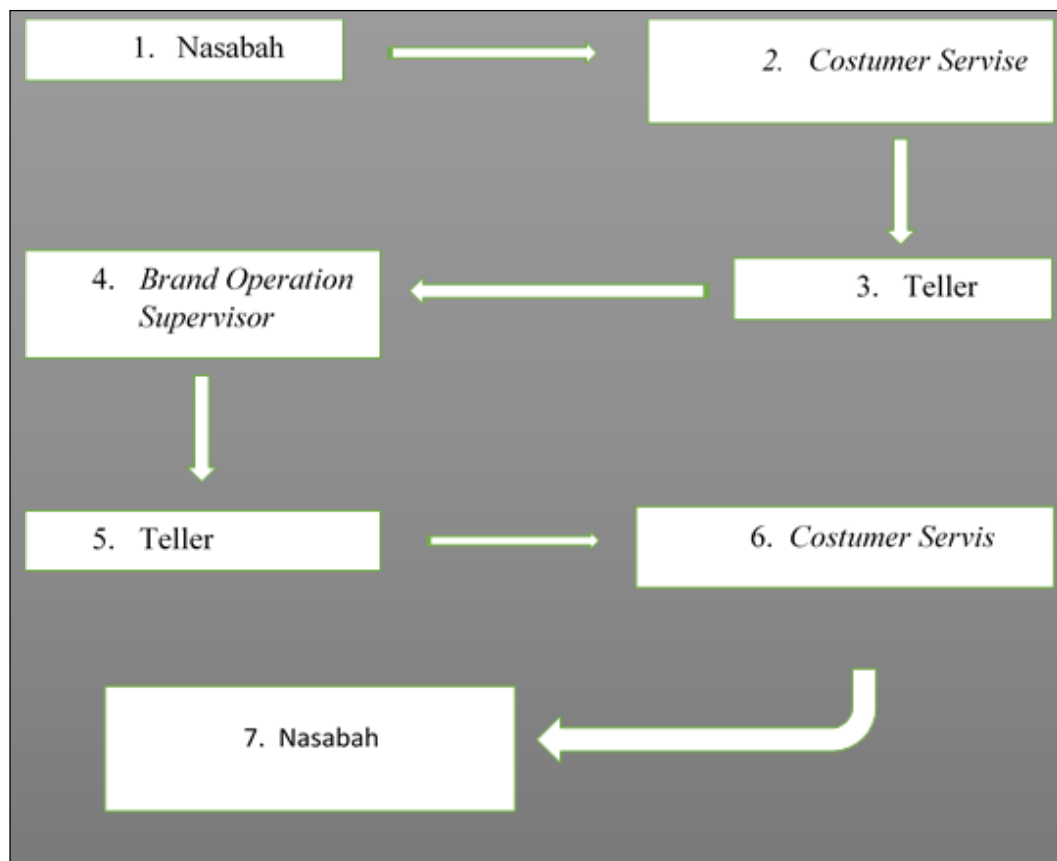 1. Nasabah
2. Costumer Servise
3. Teller
4. Brand Operation
Supervisor
5. Teller
6. Costumer Servis
7. Nasabah